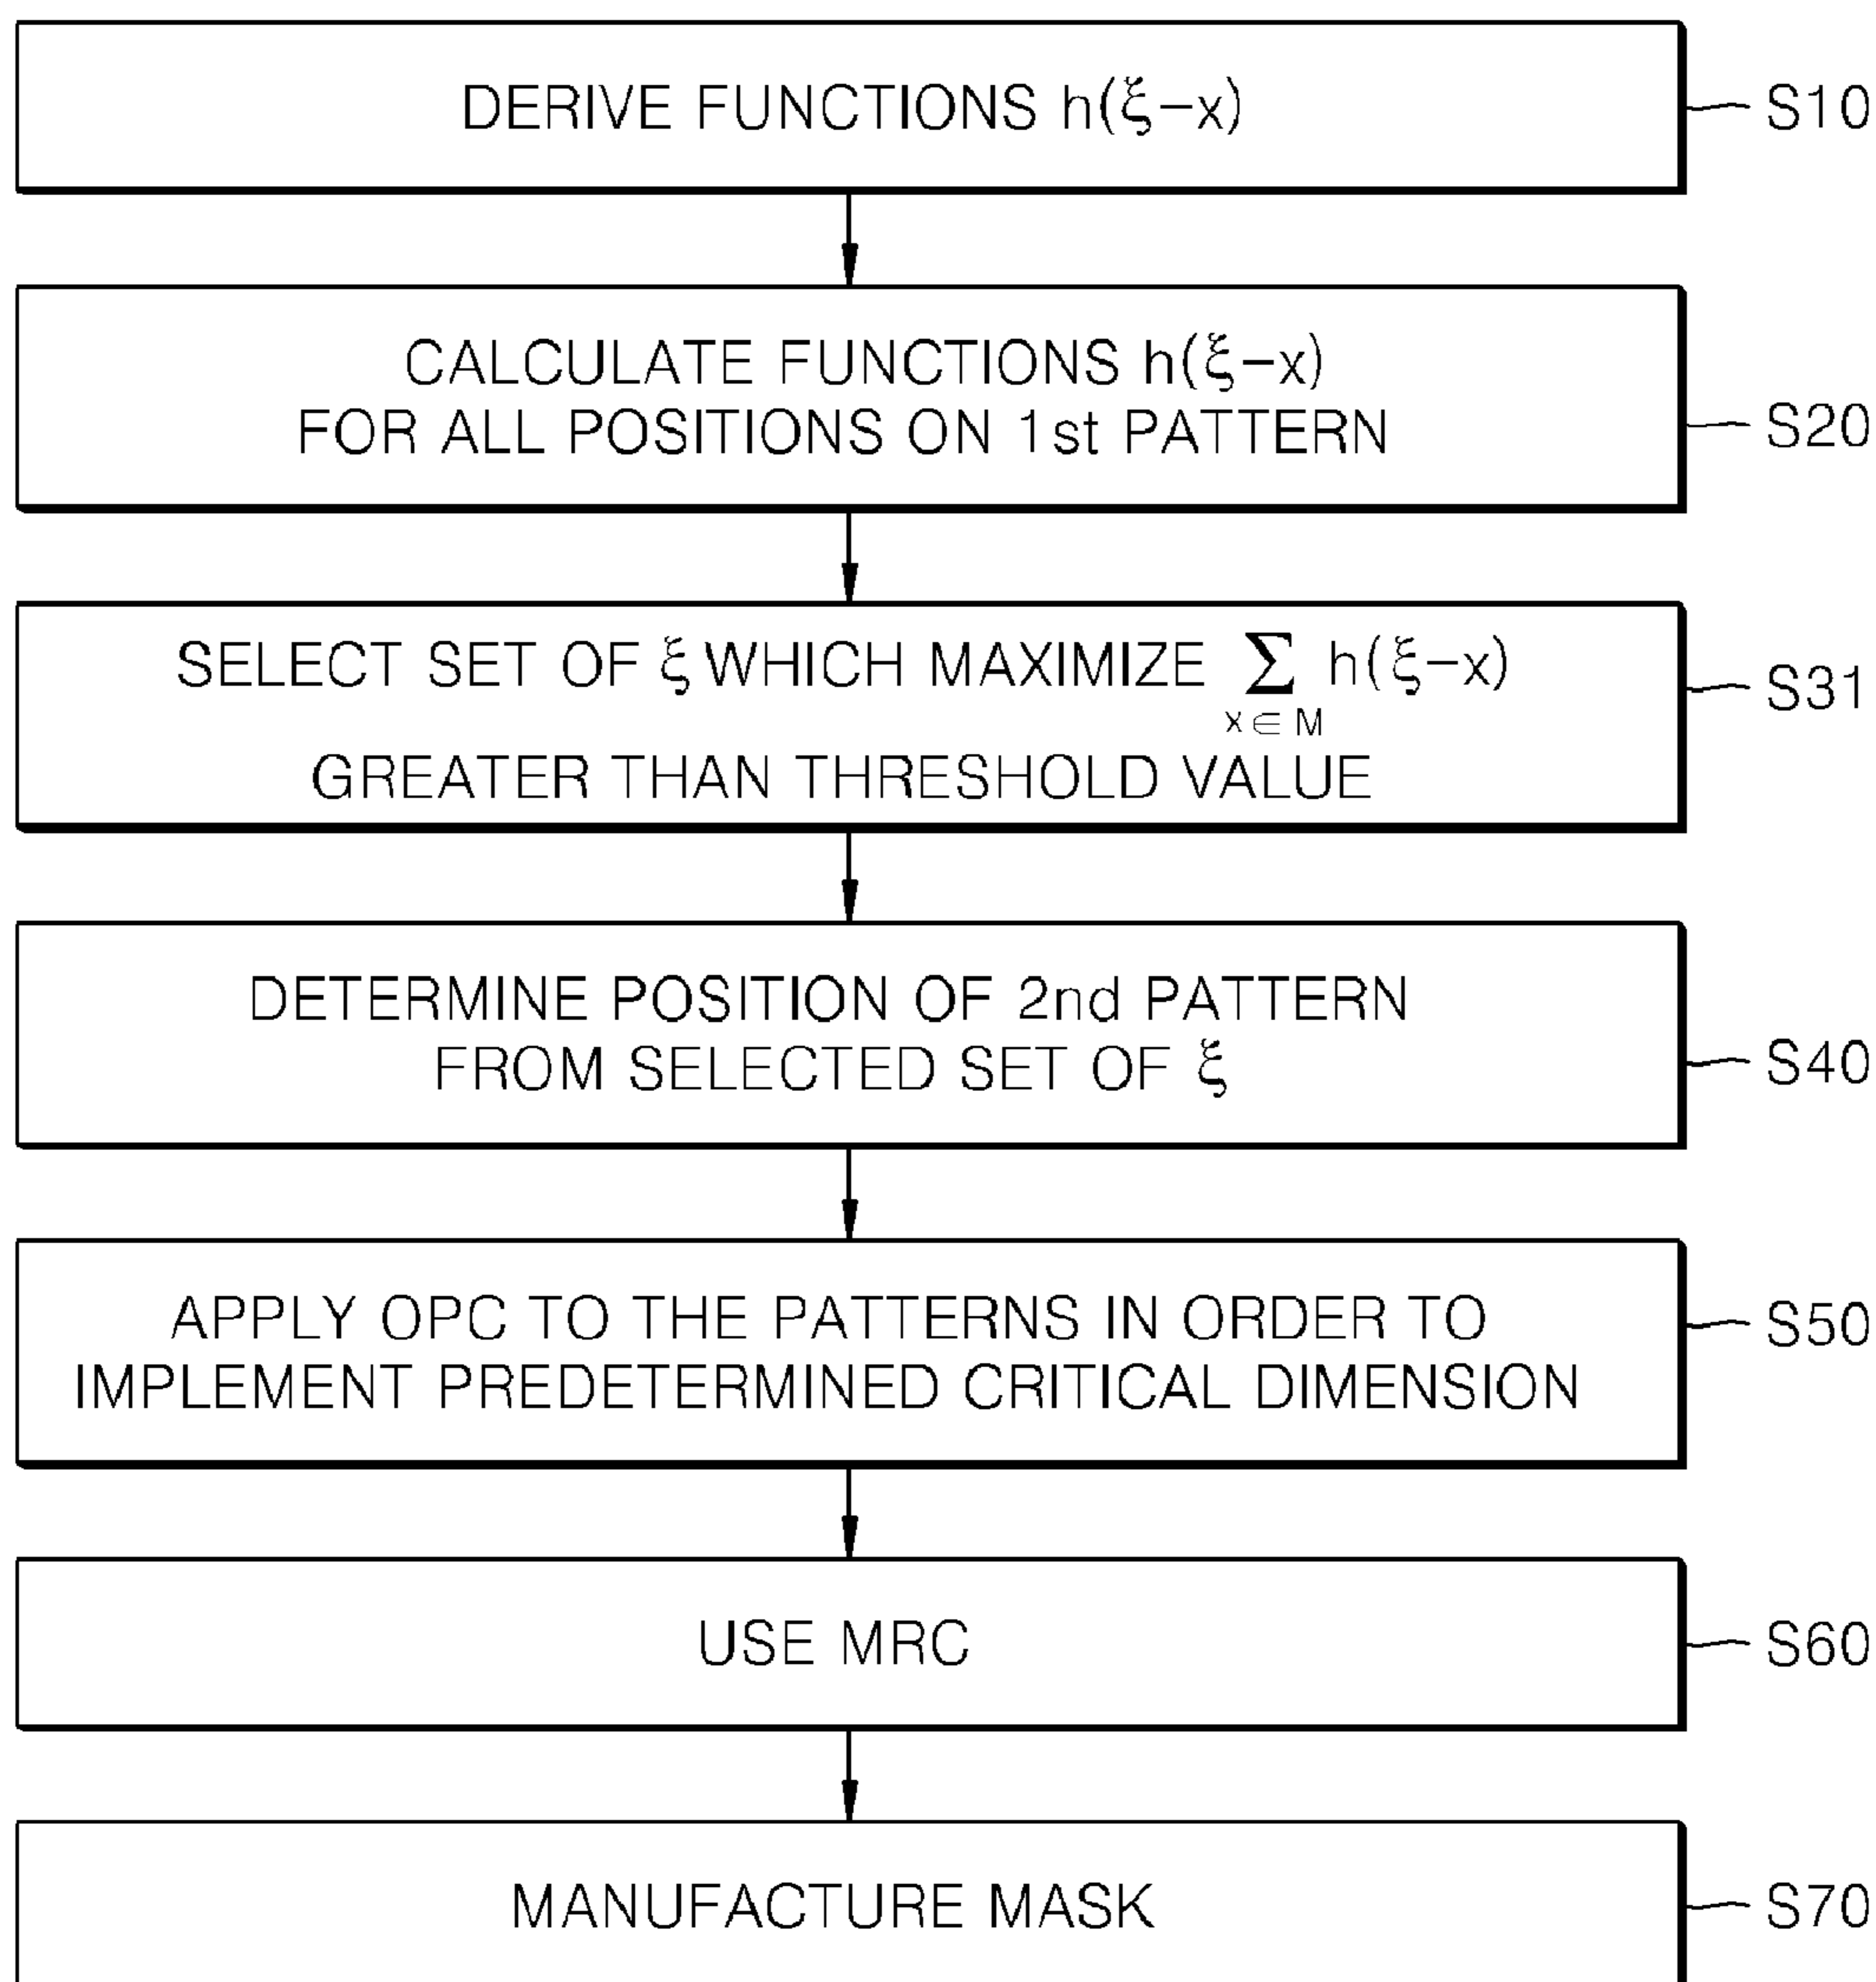 DERIVE FUNCTIONS h(ξ−x)
S10
CALCULATE FUNCTIONS h(ξ−x)
FOR ALL POSITIONS ON 1st PATTERN
S20
SELECT SET OF ξ WHICH MAXIMIZE Σ h(ξ−x)
x∈M
GREATER THAN THRESHOLD VALUE
S31
DETERMINE POSITION OF 2nd PATTERN
FROM SELECTED SET OF ξ
S40
APPLY OPC TO THE PATTERNS IN ORDER TO
IMPLEMENT PREDETERMINED CRITICAL DIMENSION
S50
USE MRC
S60
MANUFACTURE MASK
S70